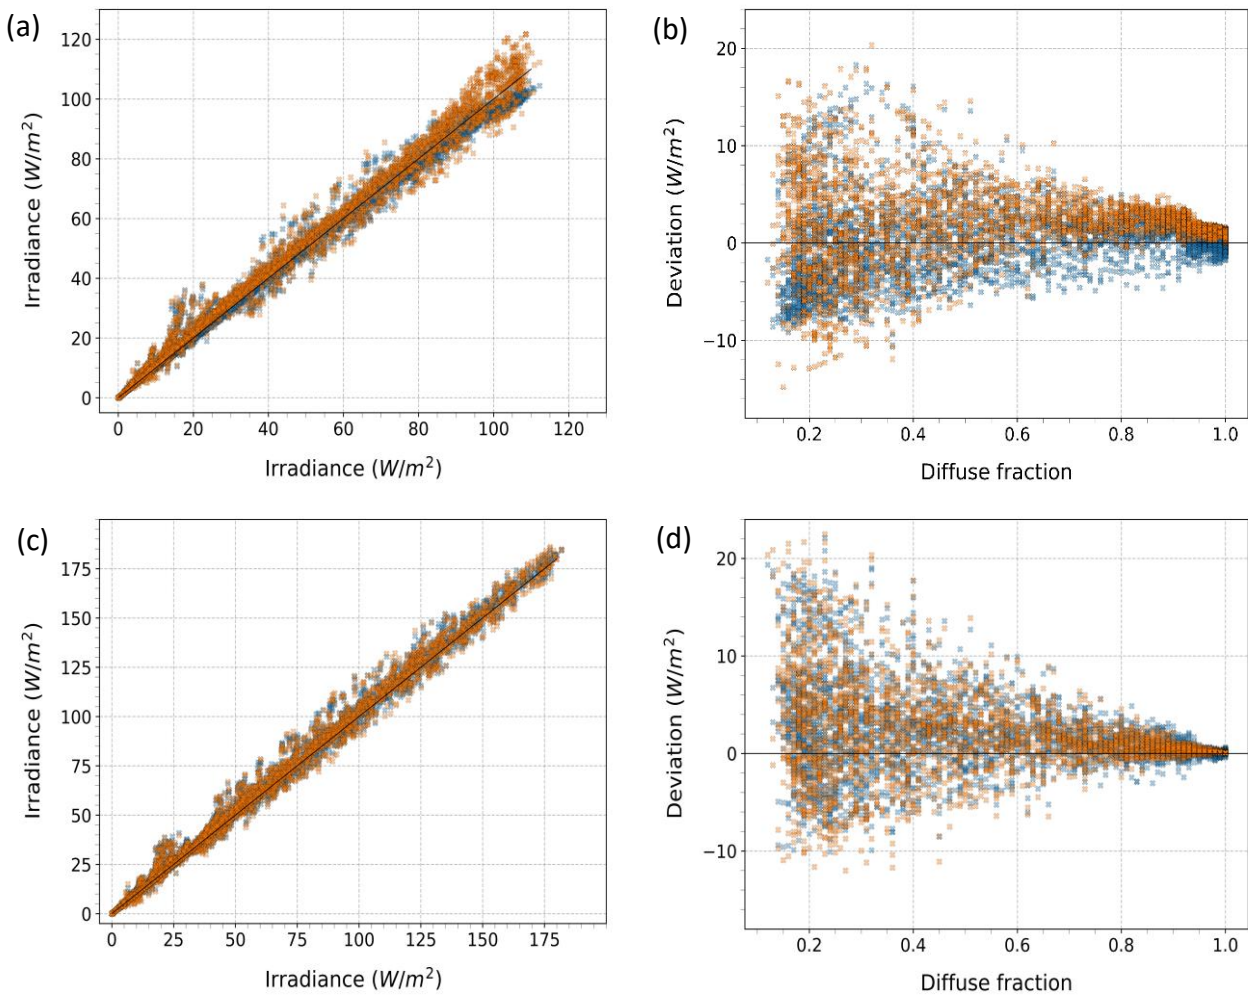 (a)
120
100
80
60
40
20
0
Irradiance (W/m²)
0 20 40 60 80 100 120
Irradiance (W/m²)
(b)
20
10
0
−10
Deviation (W/m²)
0.2 0.4 0.6 0.8 1.0
Diffuse fraction
(c)
175
150
125
100
75
50
25
0
Irradiance (W/m²)
0 25 50 75 100 125 150 175
Irradiance (W/m²)
(d)
20
10
0
−10
Deviation (W/m²)
0.2 0.4 0.6 0.8 1.0
Diffuse fraction